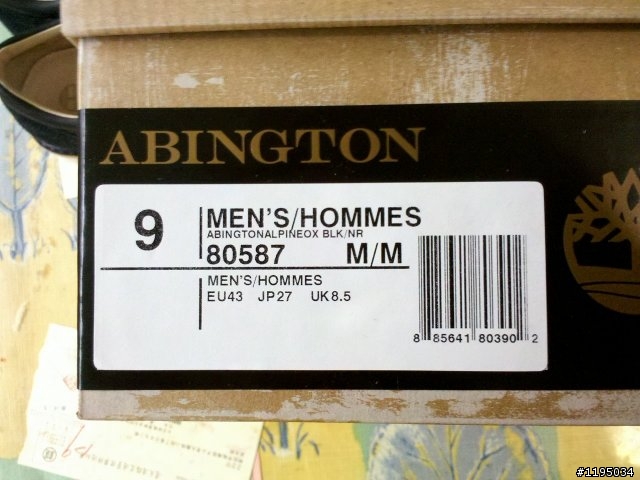 ABINGTON
9
MEN'S/HOMMES
ABINGTONALPINEOX BLK/NR
80587 M/M
MEN'S/HOMMES
EU43 JP27 UK8.5
8 85641 80390 2
#1195034